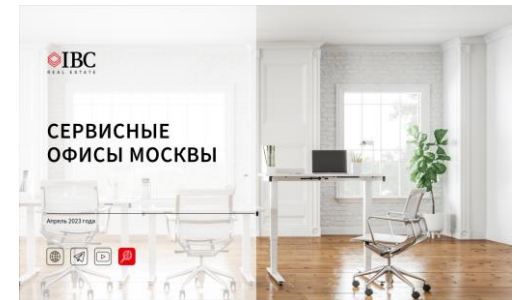 IBC
REAL ESTATE
СЕРВИСНЫЕ
ОФИСЫ МОСКВЫ
Апрель 2023 года